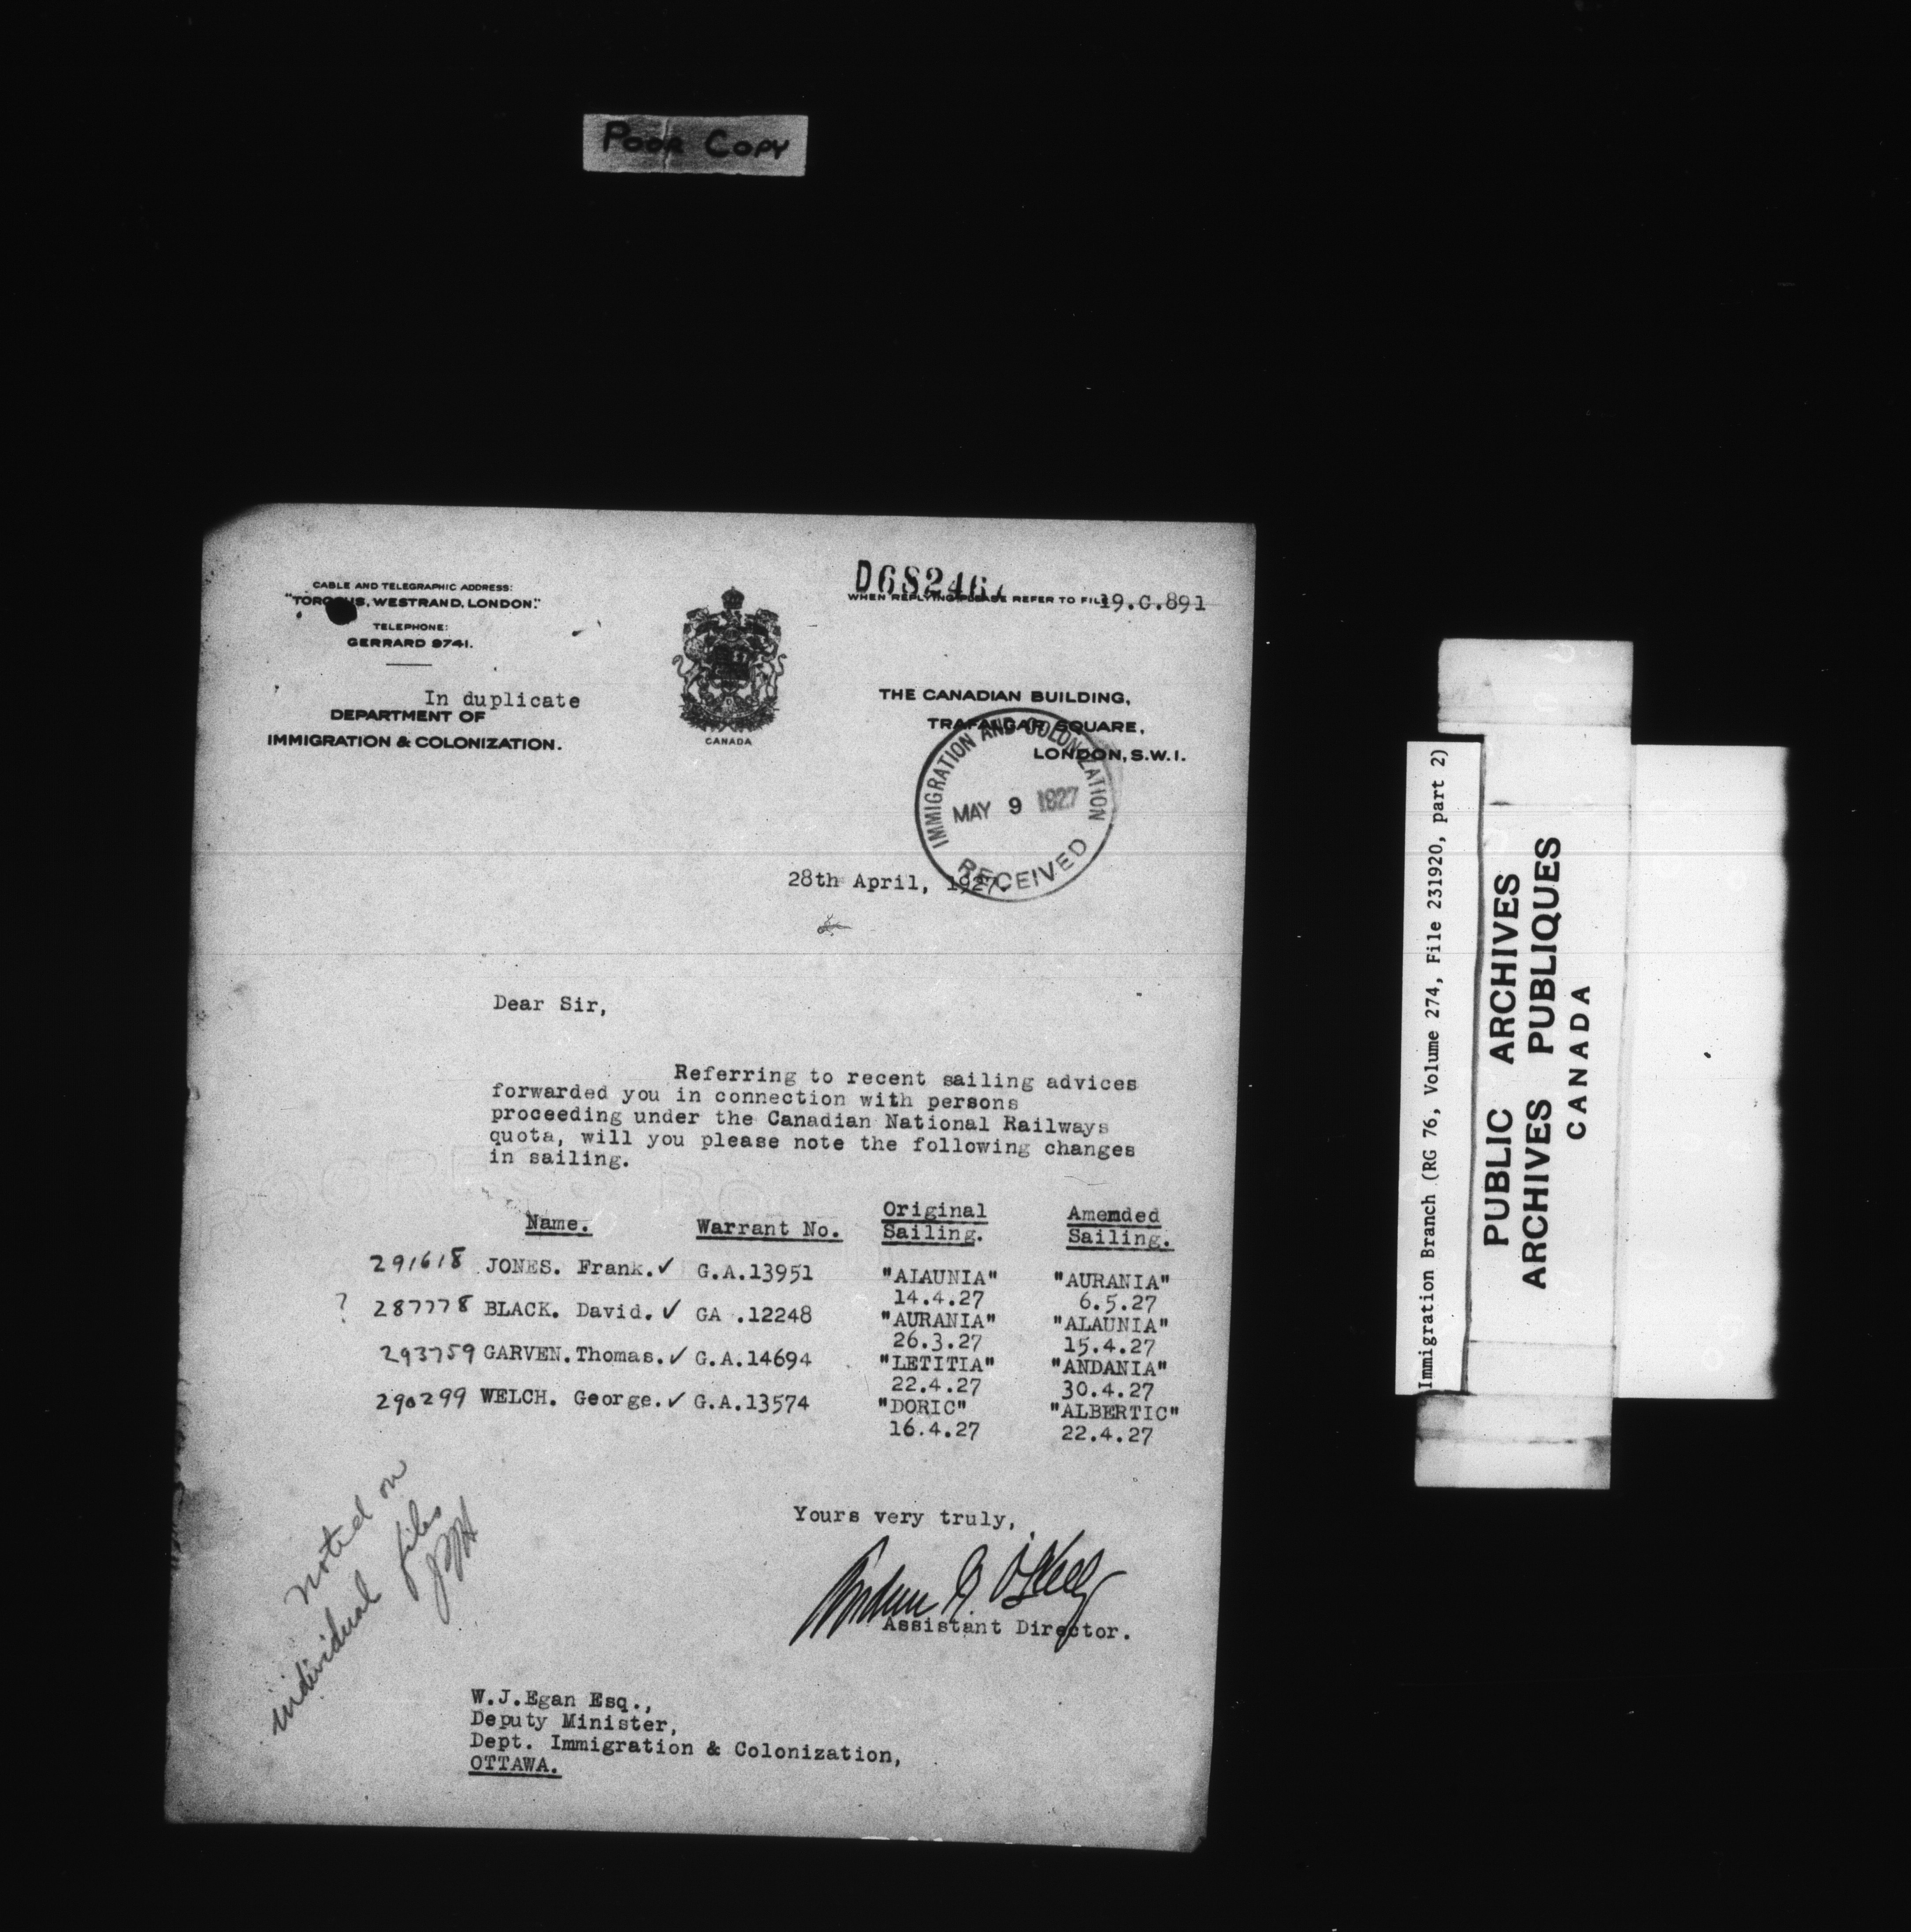 POOR COPY
D68246
CABLE AND TELEGRAPHIC ADDRESS:
WHEN REPLYING PLEASE REFER TO FILE 19.C.891
WESTRAND, LONDON."
TELEPHONE:
GERRARD 9741.
In duplicate
DEPARTMENT OF
IMMIGRATION & COLONIZATION.
CANADA
THE CANADIAN BUILDING,
TRAFALGAR SQUARE,
LONDON, S.W.1.
IMMIGRATION AND COLONIZATION
MAY 9 1927
RECEIVED
28th April, 1927.
Dear Sir,
Referring to recent sailing advices
forwarded you in connection with persons
proceeding under the Canadian National Railways
quota, will you please note the following changes
in sailing.
Name. Warrant No. Original Sailing. Amended Sailing.
291618 JONES. Frank. ✓ G.A.13951 "ALAUNIA" "AURANIA"
14.4.27 6.5.27
? 287778 BLACK. David. ✓ GA .12248 "AURANIA" "ALAUNIA"
26.3.27 15.4.27
293759 GARVEN.Thomas. ✓ G.A.14694 "LETITIA" "ANDANIA"
22.4.27 30.4.27
290299 WELCH. George. ✓ G.A.13574 "DORIC" "ALBERTIC"
16.4.27 22.4.27
noted on
individual files
Yours very truly,
Assistant Director.
W.J.Egan Esq.,
Deputy Minister,
Dept. Immigration & Colonization,
OTTAWA.
Immigration Branch (RG 76, Volume 274, File 231920, part 2)
PUBLIC ARCHIVES
ARCHIVES PUBLIQUES
CANADA